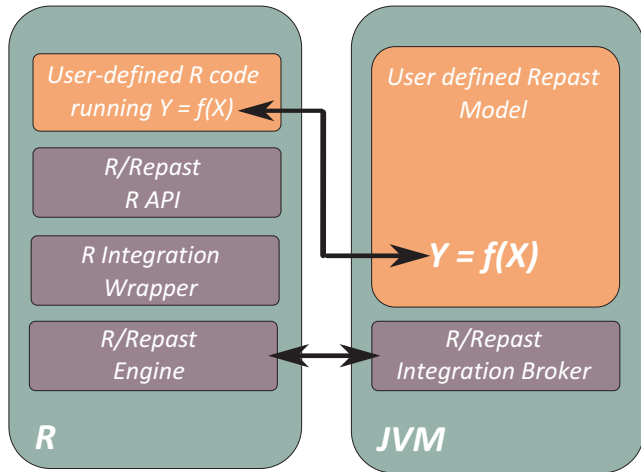 User-defined R code
running Y = f(X)
R/Repast
R API
R Integration
Wrapper
R/Repast
Engine
R
User defined Repast
Model
Y = f(X)
R/Repast
Integration Broker
JVM